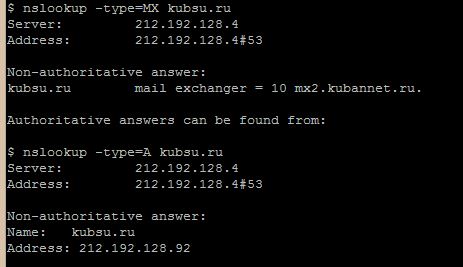 $ nslookup -type=MX kubsu.ru
Server:         212.192.128.4
Address:        212.192.128.4#53
Non-authoritative answer:
kubsu.ru        mail exchanger = 10 mx2.kubannet.ru.
Authoritative answers can be found from:
$ nslookup -type=A kubsu.ru
Server:         212.192.128.4
Address:        212.192.128.4#53
Non-authoritative answer:
Name:   kubsu.ru
Address: 212.192.128.92